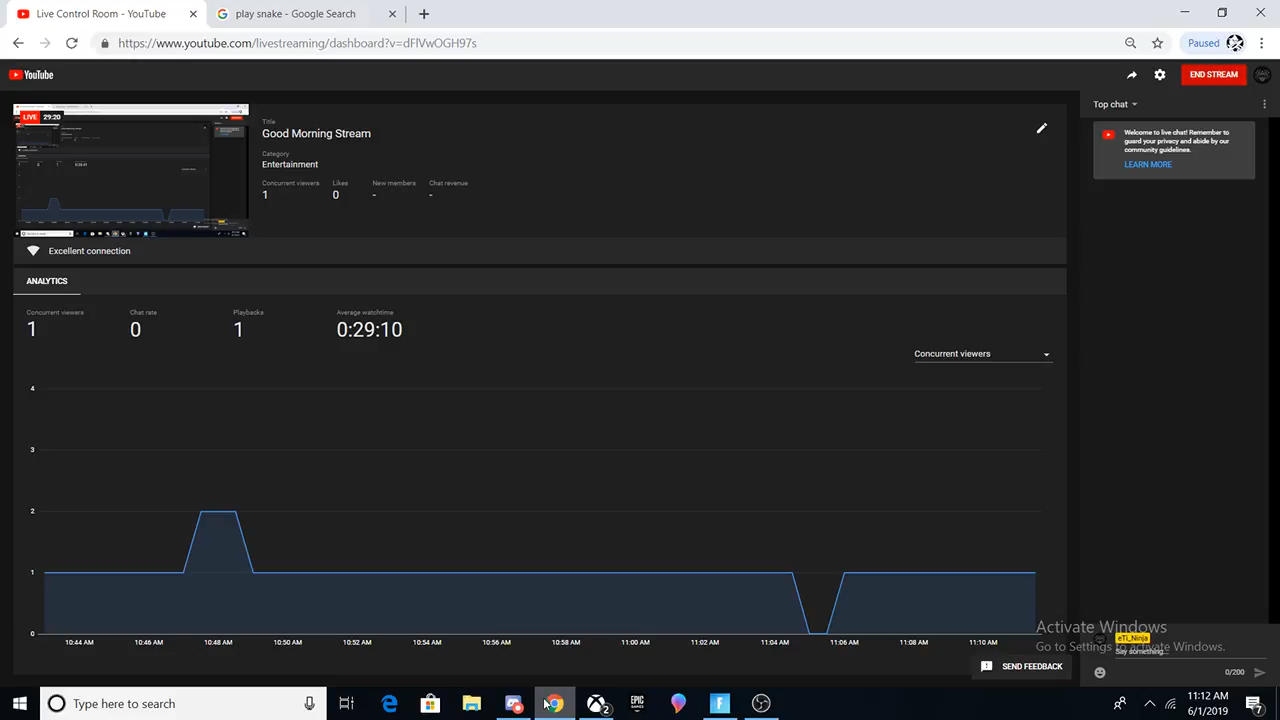 Live Control Room - YouTube
play snake - Google Search
https://www.youtube.com/livestreaming/dashboard?v=dFlVwOGH97s
Paused
YouTube
END STREAM
LIVE 29:20
Title
Good Morning Stream
Category
Entertainment
Concurrent viewers Likes New members Chat revenue
1 0 - -
Excellent connection
ANALYTICS
Concurrent viewers Chat rate Playbacks Average watchtime
1 0 1 0:29:10
Concurrent viewers
4
3
2
1
0
10:44 AM 10:46 AM 10:48 AM 10:50 AM 10:52 AM 10:54 AM 10:56 AM 10:58 AM 11:00 AM 11:02 AM 11:04 AM 11:06 AM 11:08 AM 11:10 AM
SEND FEEDBACK
Top chat
Welcome to live chat! Remember to
guard your privacy and abide by our
community guidelines.
LEARN MORE
Activate Windows
Go to Settings to activate Windows.
eTi_Ninja
Say something...
0/200
Type here to search
2
EPIC
GAMES
11:12 AM
6/1/2019
7